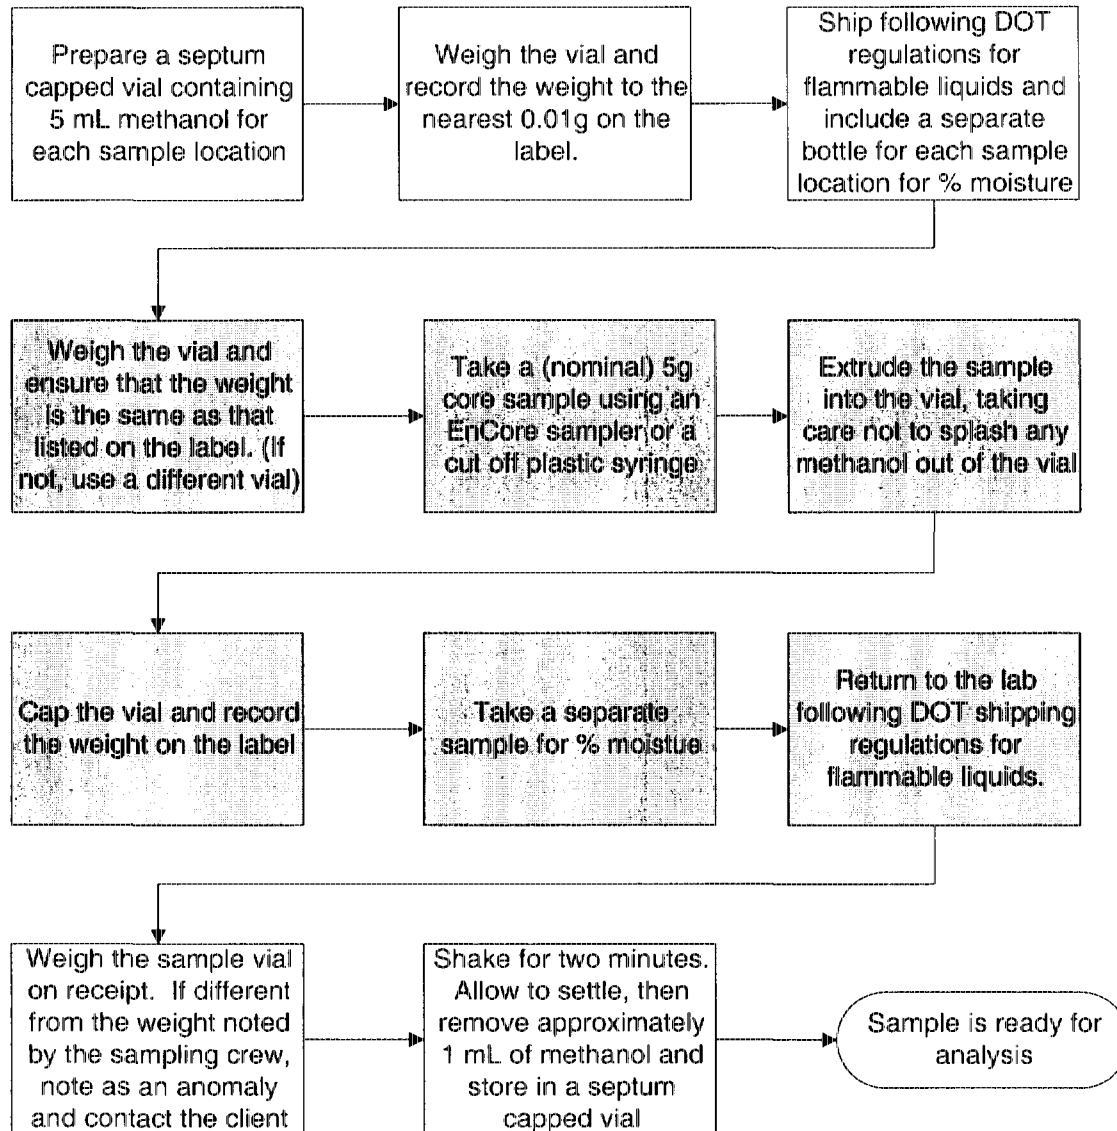 Prepare a septum
capped vial containing
5 mL methanol for
each sample location
Weigh the vial and
record the weight to the
nearest 0.01g on the
label.
Ship following DOT
regulations for
flammable liquids and
include a separate
bottle for each sample
location for % moisture
Weigh the vial and
ensure that the weight
is the same as that
listed on the label. (If
not, use a different vial)
Take a (nominal) 5g
core sample using an
EnCore sampler or a
cut off plastic syringe
Extrude the sample
into the vial, taking
care not to splash any
methanol out of the vial
Cap the vial and record
the weight on the label
Take a separate
sample for % moistue
Return to the lab
following DOT shipping
regulations for
flammable liquids.
Weigh the sample vial
on receipt. If different
from the weight noted
by the sampling crew,
note as an anomaly
and contact the client
Shake for two minutes.
Allow to settle, then
remove approximately
1 mL of methanol and
store in a septum
capped vial
Sample is ready for
analysis